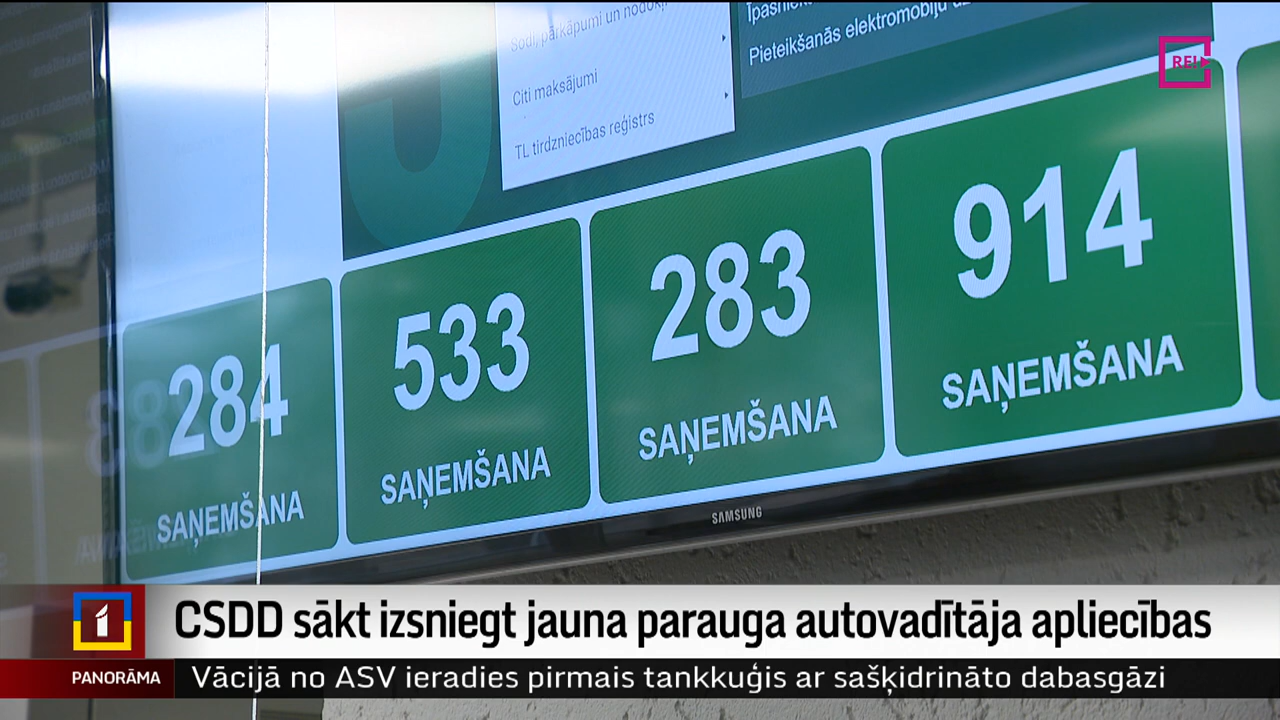 Sodi, pārkāpumi un nodokļi
Citi maksājumi
TL tirdzniecības reģistrs
Pieteikšanās elektromobiļu
RE!
284
SAŅEMŠANA
533
SAŅEMŠANA
283
SAŅEMŠANA
914
SAŅEMŠANA
SAMSUNG
1
CSDD sākt izsniegt jauna parauga autovadītāja apliecības
PANORĀMA
Vācijā no ASV ieradies pirmais tankkuģis ar sašķidrināto dabasgāzi